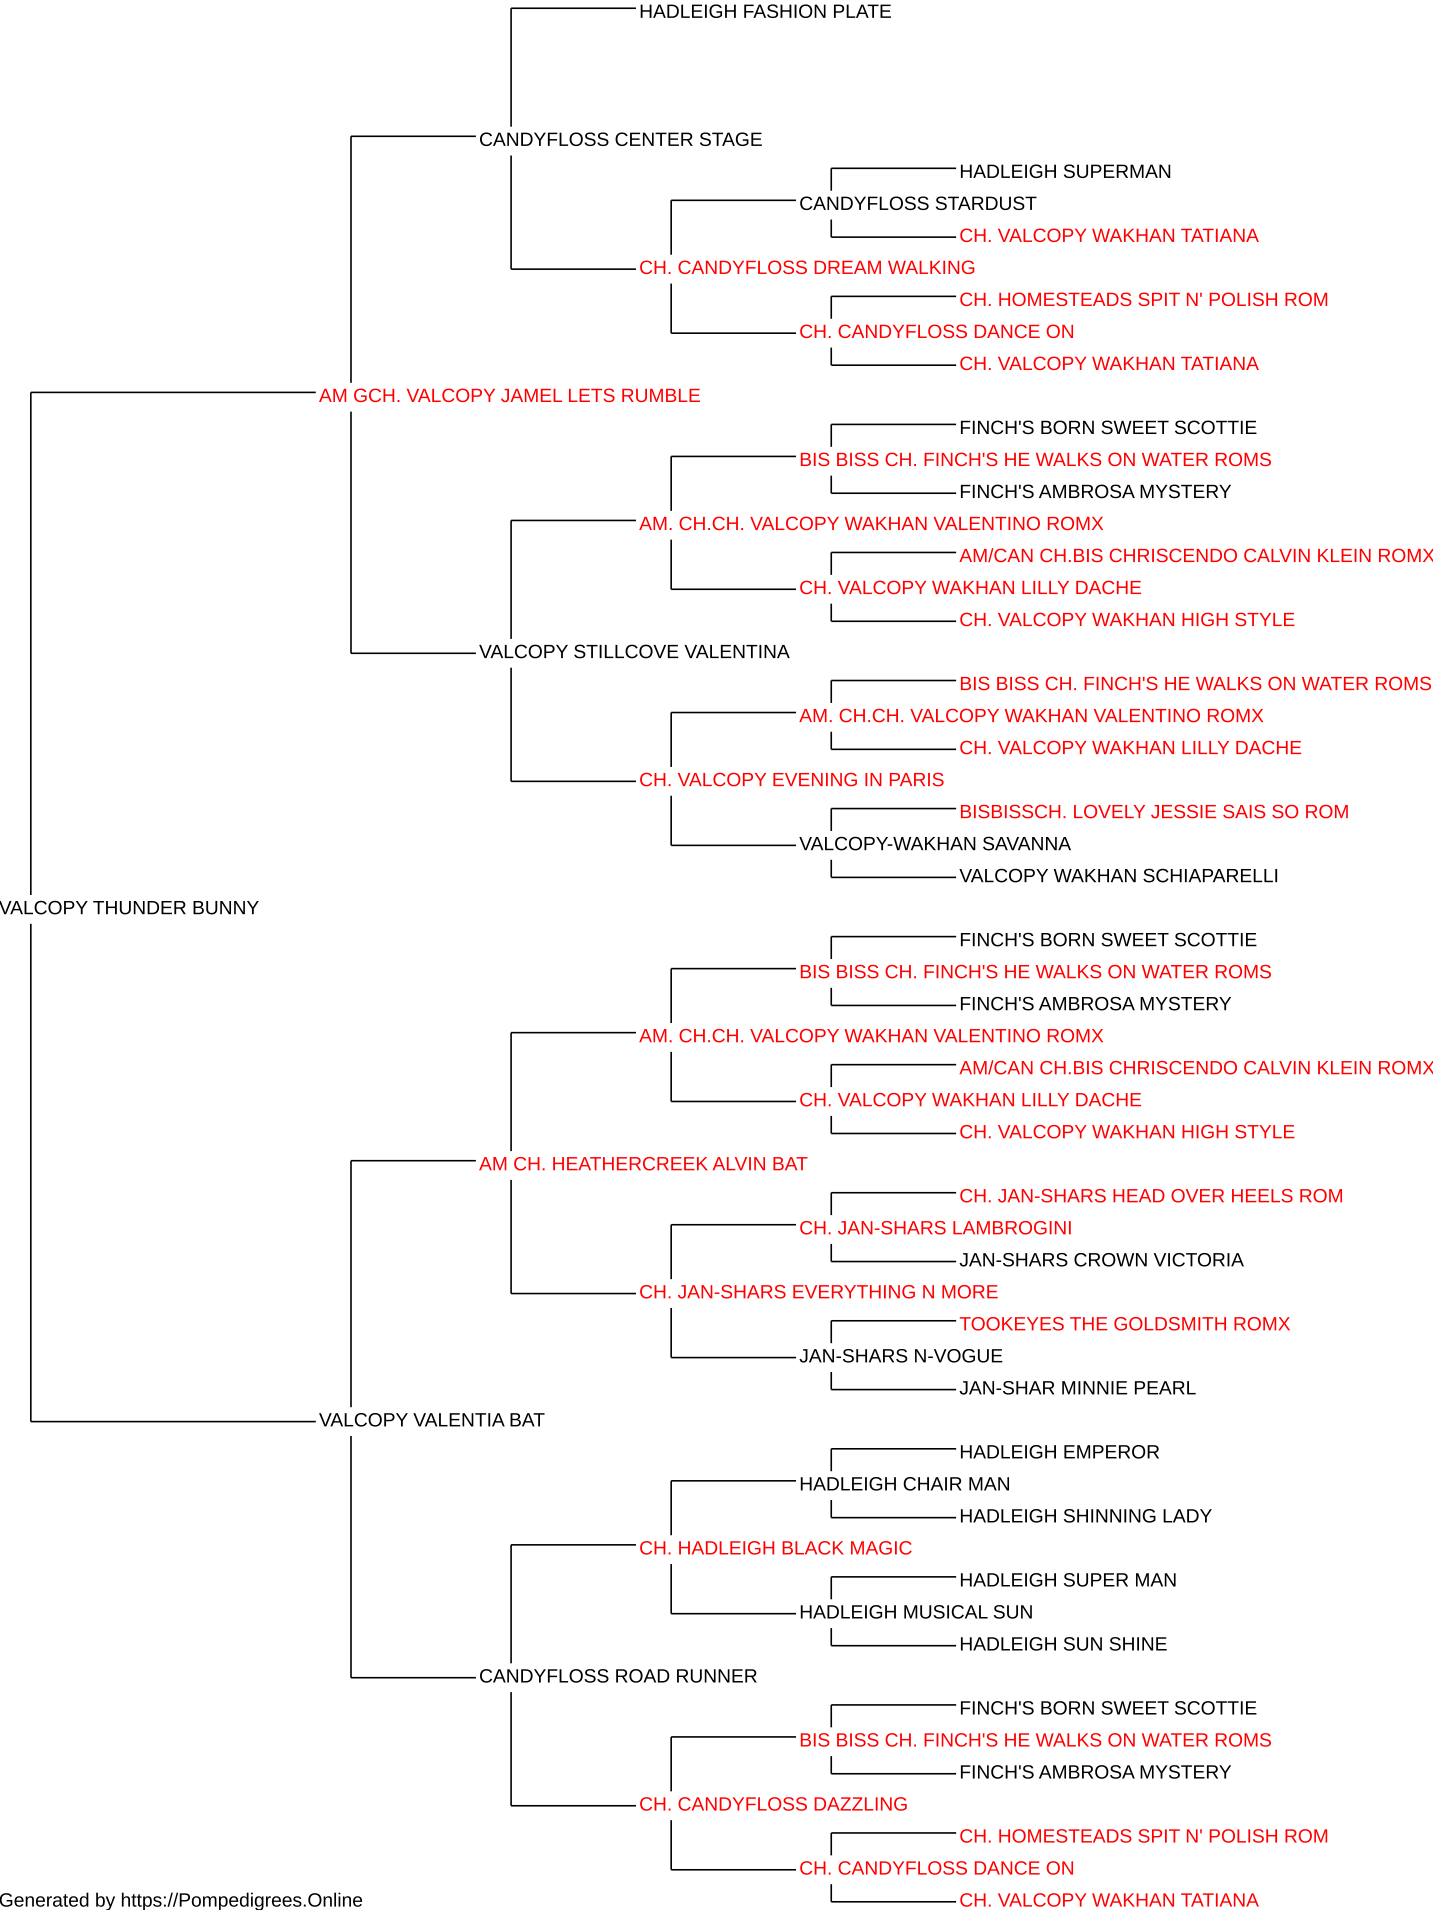 HADLEIGH FASHION PLATE
CANDYFLOSS CENTER STAGE
HADLEIGH SUPERMAN
CANDYFLOSS STARDUST
CH. VALCOPY WAKHAN TATIANA
CH. CANDYFLOSS DREAM WALKING
CH. HOMESTEADS SPIT N' POLISH ROM
CH. CANDYFLOSS DANCE ON
CH. VALCOPY WAKHAN TATIANA
AM GCH. VALCOPY JAMEL LETS RUMBLE
FINCH'S BORN SWEET SCOTTIE
BIS BISS CH. FINCH'S HE WALKS ON WATER ROMS
FINCH'S AMBROSA MYSTERY
AM. CH.CH. VALCOPY WAKHAN VALENTINO ROMX
AM/CAN CH.BIS CHRISCENDO CALVIN KLEIN ROMX
CH. VALCOPY WAKHAN LILLY DACHE
CH. VALCOPY WAKHAN HIGH STYLE
VALCOPY STILLCOVE VALENTINA
BIS BISS CH. FINCH'S HE WALKS ON WATER ROMS
AM. CH.CH. VALCOPY WAKHAN VALENTINO ROMX
CH. VALCOPY WAKHAN LILLY DACHE
CH. VALCOPY EVENING IN PARIS
BISBISSCH. LOVELY JESSIE SAIS SO ROM
VALCOPY-WAKHAN SAVANNA
VALCOPY WAKHAN SCHIAPARELLI
VALCOPY THUNDER BUNNY
FINCH'S BORN SWEET SCOTTIE
BIS BISS CH. FINCH'S HE WALKS ON WATER ROMS
FINCH'S AMBROSA MYSTERY
AM. CH.CH. VALCOPY WAKHAN VALENTINO ROMX
AM/CAN CH.BIS CHRISCENDO CALVIN KLEIN ROMX
CH. VALCOPY WAKHAN LILLY DACHE
CH. VALCOPY WAKHAN HIGH STYLE
AM CH. HEATHERCREEK ALVIN BAT
CH. JAN-SHARS HEAD OVER HEELS ROM
CH. JAN-SHARS LAMBROGINI
JAN-SHARS CROWN VICTORIA
CH. JAN-SHARS EVERYTHING N MORE
TOOKEYES THE GOLDSMITH ROMX
JAN-SHARS N-VOGUE
JAN-SHAR MINNIE PEARL
VALCOPY VALENTIA BAT
HADLEIGH EMPEROR
HADLEIGH CHAIR MAN
HADLEIGH SHINNING LADY
CH. HADLEIGH BLACK MAGIC
HADLEIGH SUPER MAN
HADLEIGH MUSICAL SUN
HADLEIGH SUN SHINE
CANDYFLOSS ROAD RUNNER
FINCH'S BORN SWEET SCOTTIE
BIS BISS CH. FINCH'S HE WALKS ON WATER ROMS
FINCH'S AMBROSA MYSTERY
CH. CANDYFLOSS DAZZLING
CH. HOMESTEADS SPIT N' POLISH ROM
CH. CANDYFLOSS DANCE ON
CH. VALCOPY WAKHAN TATIANA
Generated by https://Pompedigrees.Online